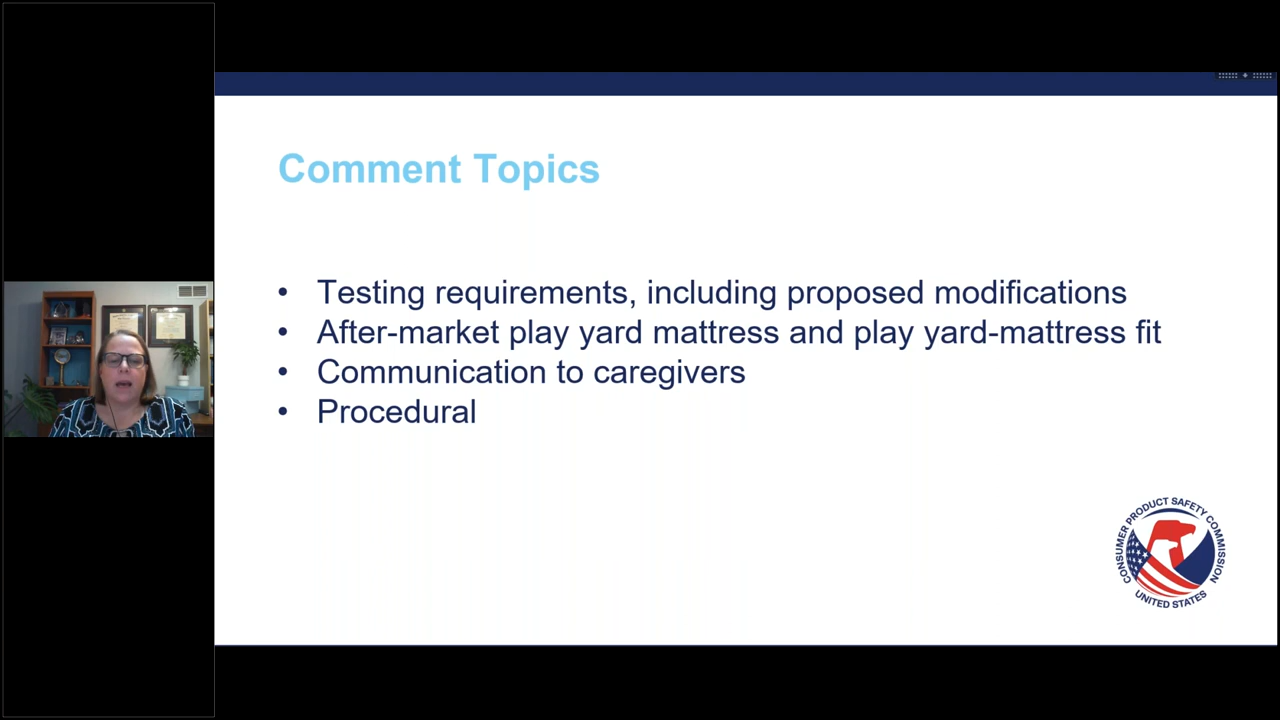 Comment Topics
• Testing requirements, including proposed modifications
• After-market play yard mattress and play yard-mattress fit
• Communication to caregivers
• Procedural
CONSUMER PRODUCT SAFETY COMMISSION
UNITED STATES